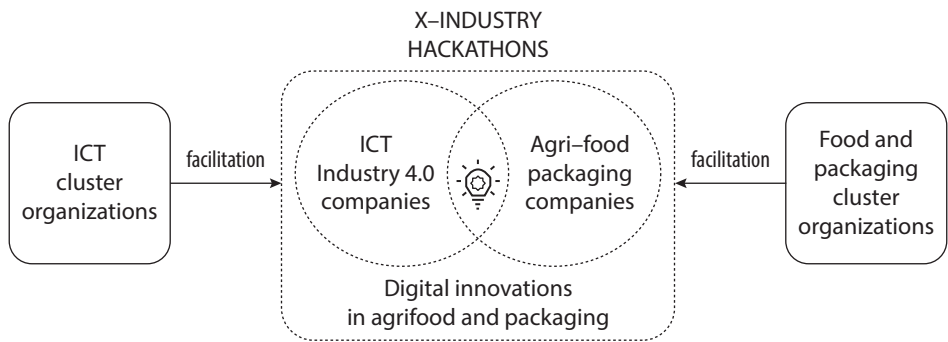 X–INDUSTRY
HACKATHONS
ICT
cluster
organizations
facilitation
ICT
Industry 4.0
companies
Agri–food
packaging
companies
Digital innovations
in agrifood and packaging
facilitation
Food and
packaging
cluster
organizations